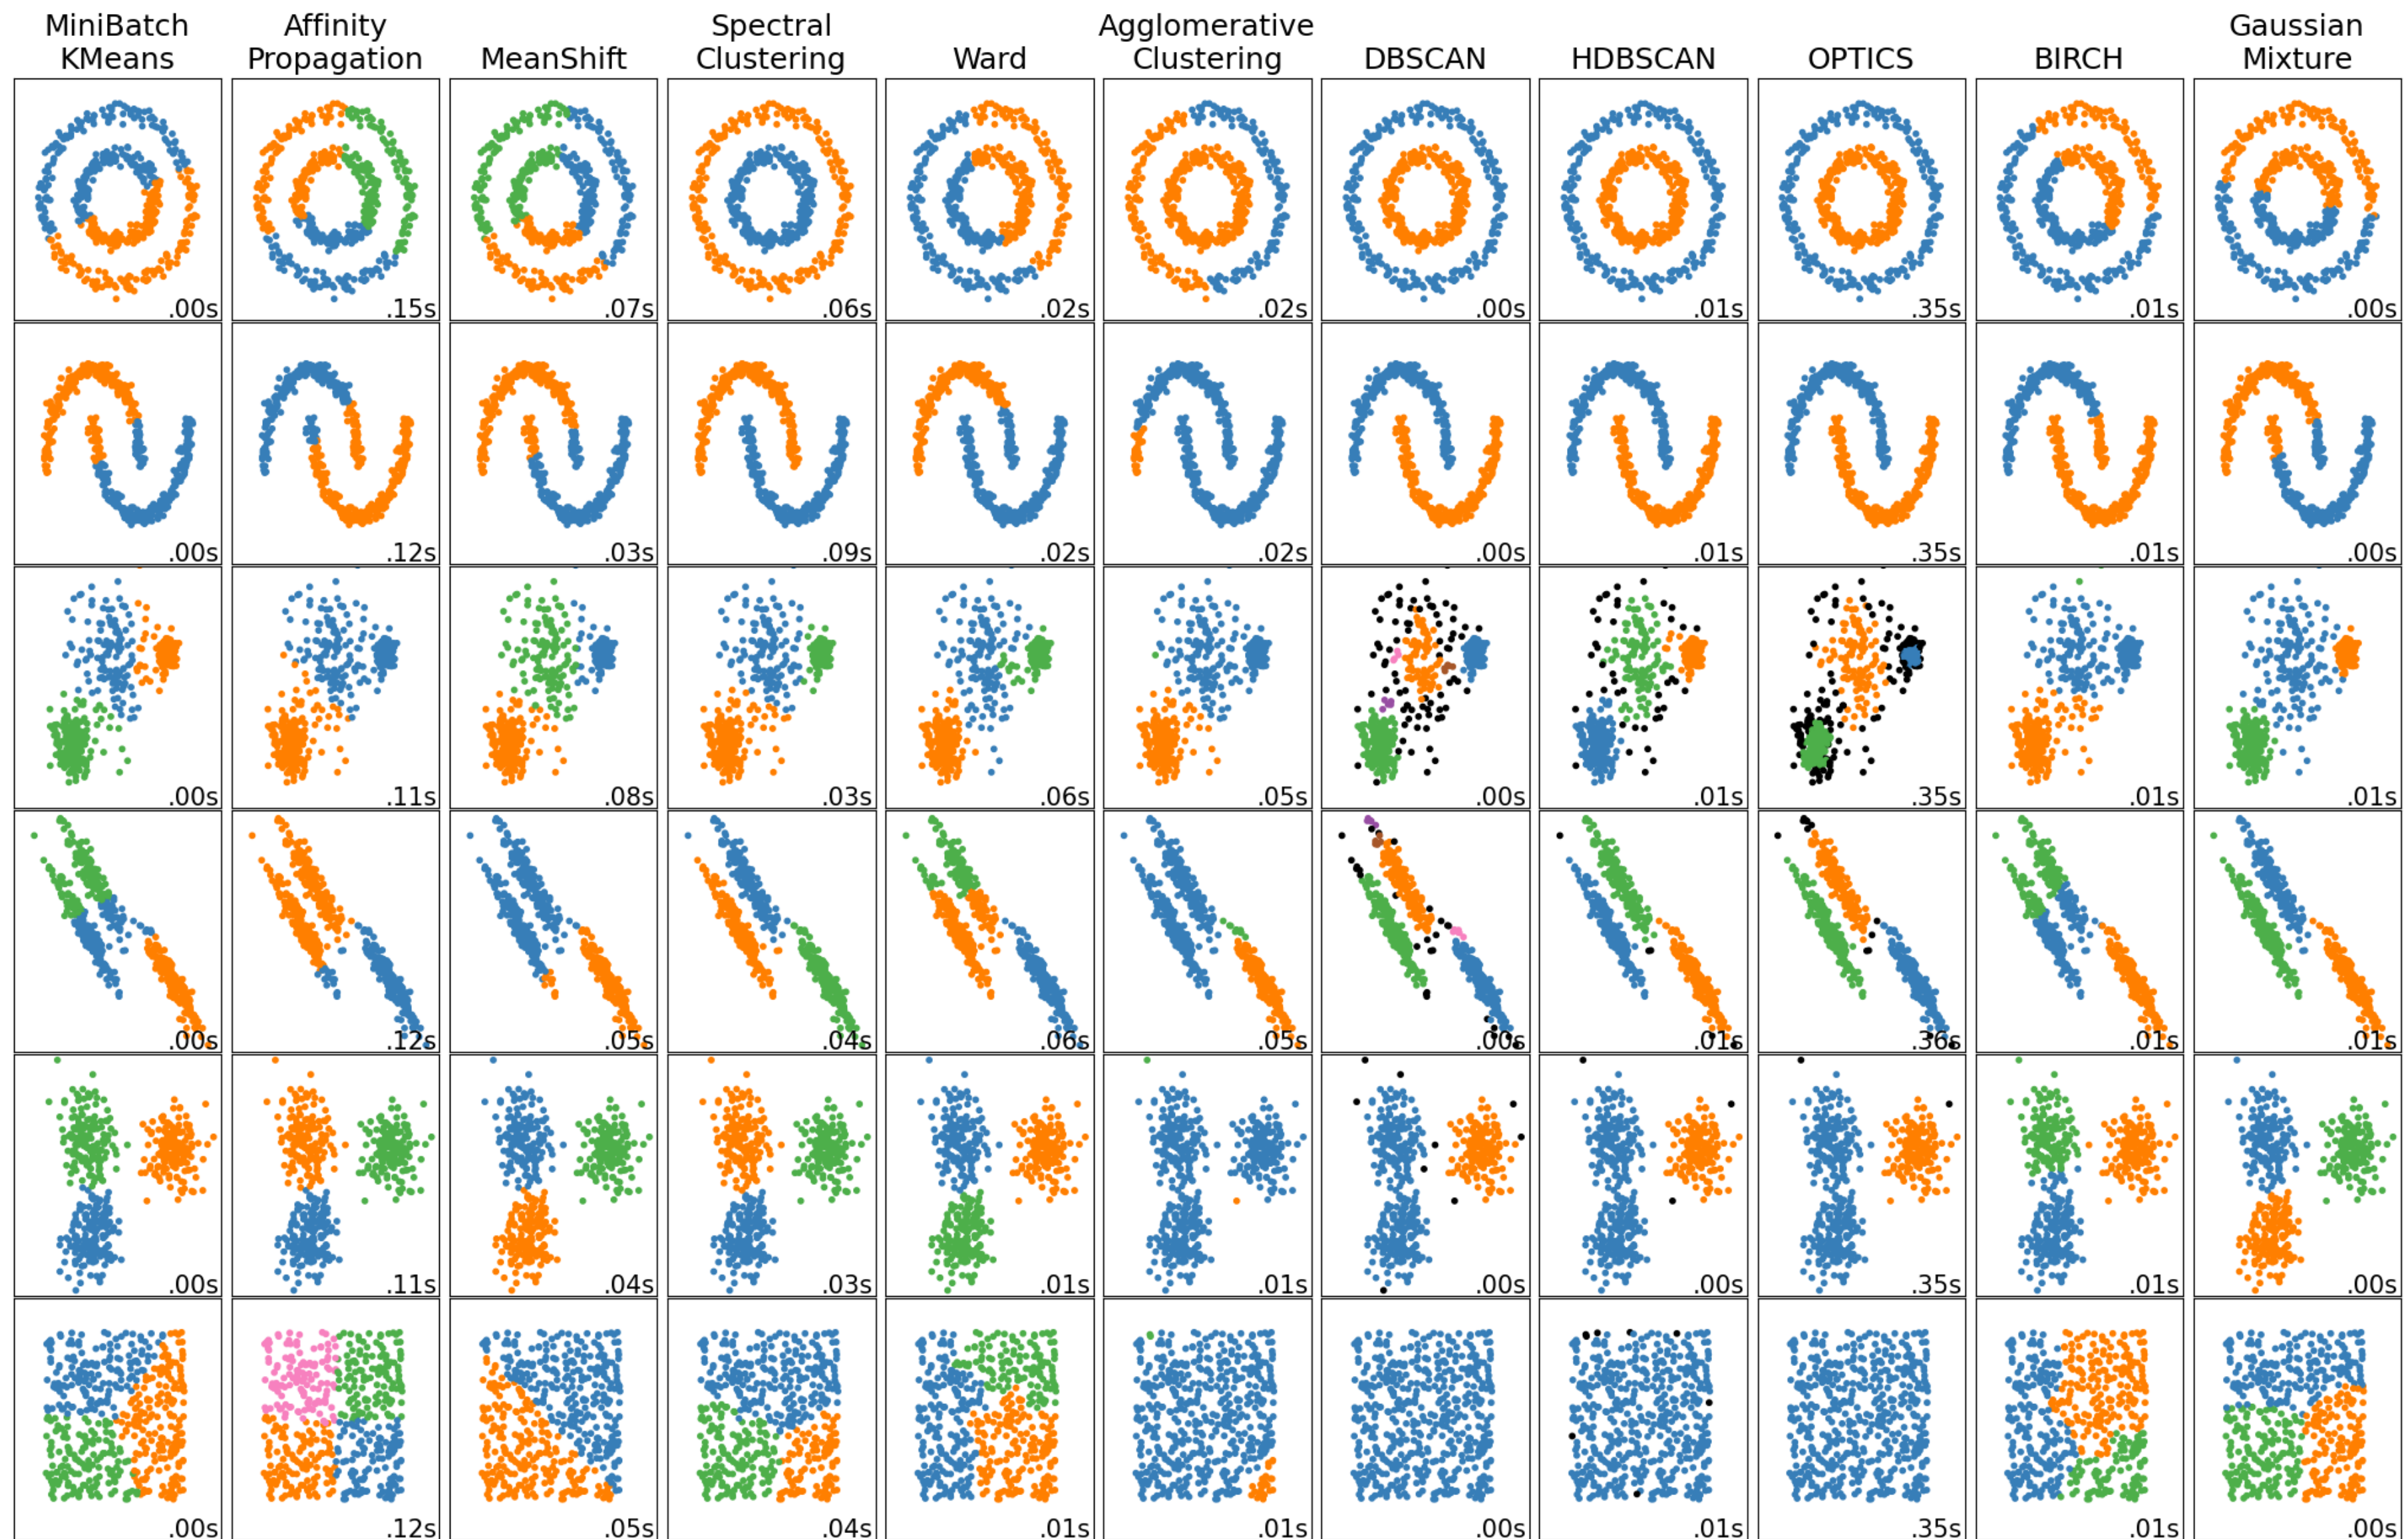 MiniBatch
KMeans
Affinity
Propagation
MeanShift
Spectral
Clustering
Ward
Agglomerative
Clustering
DBSCAN
HDBSCAN
OPTICS
BIRCH
Gaussian
Mixture
.00s
.15s
.07s
.06s
.02s
.02s
.00s
.01s
.35s
.01s
.00s
.00s
.12s
.03s
.09s
.02s
.02s
.00s
.01s
.35s
.01s
.00s
.00s
.11s
.08s
.03s
.06s
.05s
.00s
.01s
.35s
.01s
.01s
.00s
.12s
.05s
.04s
.06s
.05s
.00s
.01s
.36s
.01s
.01s
.00s
.11s
.04s
.03s
.01s
.01s
.00s
.00s
.35s
.01s
.00s
.00s
.12s
.05s
.04s
.01s
.01s
.00s
.01s
.35s
.01s
.00s